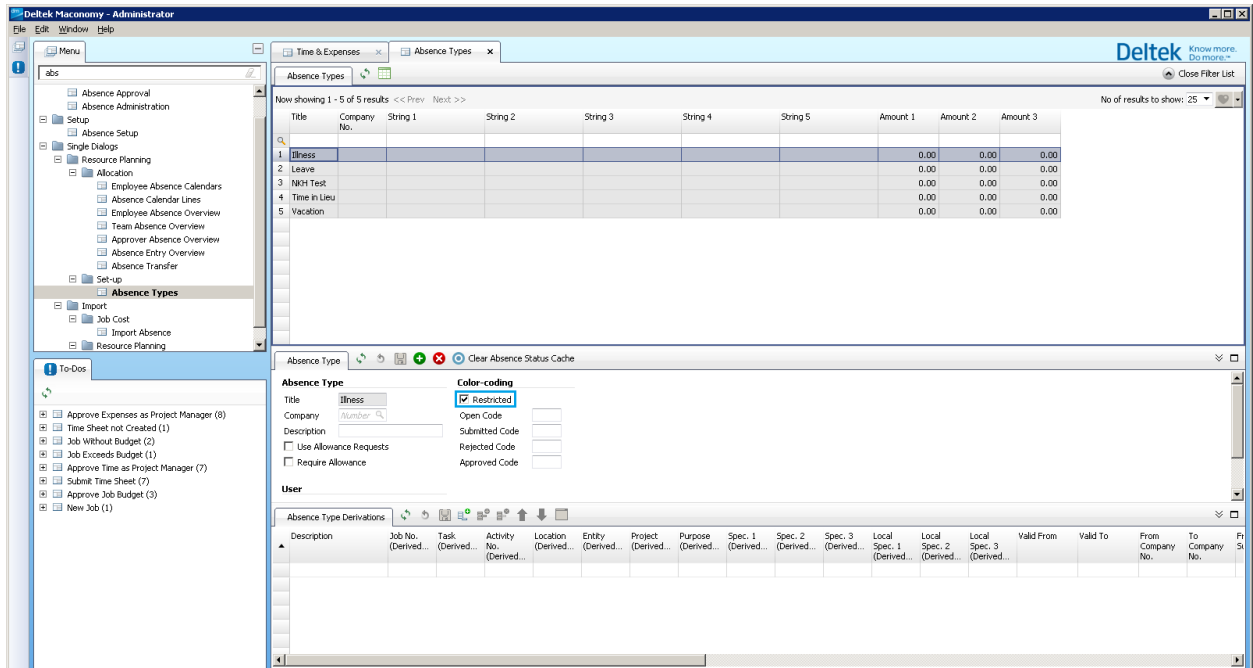 Deltek Maconomy - Administrator
File Edit Window Help
Menu
abs
Absence Approval
Absence Administration
Setup
Absence Setup
Single Dialogs
Resource Planning
Allocation
Employee Absence Calendars
Absence Calendar Lines
Employee Absence Overview
Team Absence Overview
Approver Absence Overview
Absence Entry Overview
Absence Transfer
Set-up
Absence Types
Import
Job Cost
Import Absence
Resource Planning
To-Dos
Approve Expenses as Project Manager (8)
Time Sheet not Created (1)
Job Without Budget (2)
Job Exceeds Budget (1)
Approve Time as Project Manager (7)
Submit Time Sheet (7)
Approve Job Budget (3)
New Job (1)
Time & Expenses
Absence Types
Deltek Know more. Do more.™
Absence Types
Close Filter List
Now showing 1 - 5 of 5 results << Prev Next >>
No of results to show: 25
Title Company No. String 1 String 2 String 3 String 4 String 5 Amount 1 Amount 2 Amount 3
1 Illness 0.00 0.00 0.00
2 Leave 0.00 0.00 0.00
3 NKH Test 0.00 0.00 0.00
4 Time in Lieu 0.00 0.00 0.00
5 Vacation 0.00 0.00 0.00
Absence Type
Clear Absence Status Cache
Absence Type
Title Illness
Company Number
Description
Use Allowance Requests
Require Allowance
User
Color-coding
Restricted
Open Code
Submitted Code
Rejected Code
Approved Code
Absence Type Derivations
Description
Job No. (Derived...
Task (Derived...
Activity No. (Derived...
Location (Derived...
Entity (Derived...
Project (Derived...
Purpose (Derived...
Spec. 1 (Derived...
Spec. 2 (Derived...
Spec. 3 (Derived...
Local Spec. 1 (Derived...
Local Spec. 2 (Derived...
Local Spec. 3 (Derived...
Valid From
Valid To
From Company No.
To Company No.